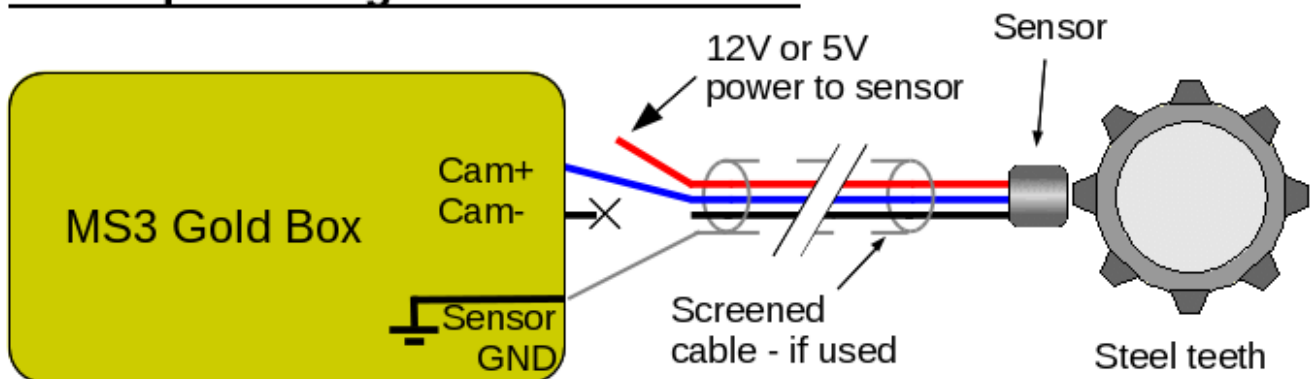 Sensor
12V or 5V
power to sensor
Cam+
Cam-
MS3 Gold Box
Sensor
GND
Screened
cable - if used
Steel teeth